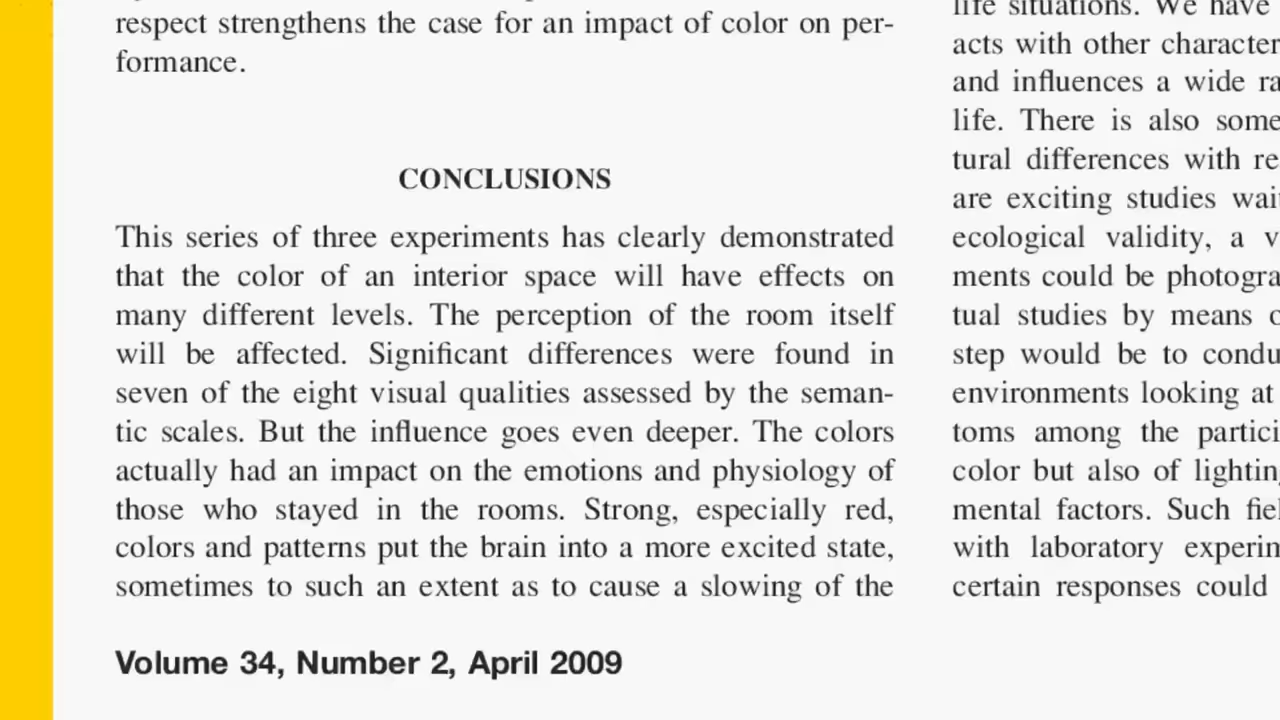 respect strengthens the case for an impact of color on per-
formance.
CONCLUSIONS
This series of three experiments has clearly demonstrated
that the color of an interior space will have effects on
many different levels. The perception of the room itself
will be affected. Significant differences were found in
seven of the eight visual qualities assessed by the seman-
tic scales. But the influence goes even deeper. The colors
actually had an impact on the emotions and physiology of
those who stayed in the rooms. Strong, especially red,
colors and patterns put the brain into a more excited state,
sometimes to such an extent as to cause a slowing of the
Volume 34, Number 2, April 2009
life situations. We have
acts with other character
and influences a wide ra
life. There is also some
tural differences with re
are exciting studies wai
ecological validity, a v
ments could be photogra
tual studies by means o
step would be to condu
environments looking at
toms among the partici
color but also of lighting
mental factors. Such fie
with laboratory experim
certain responses could